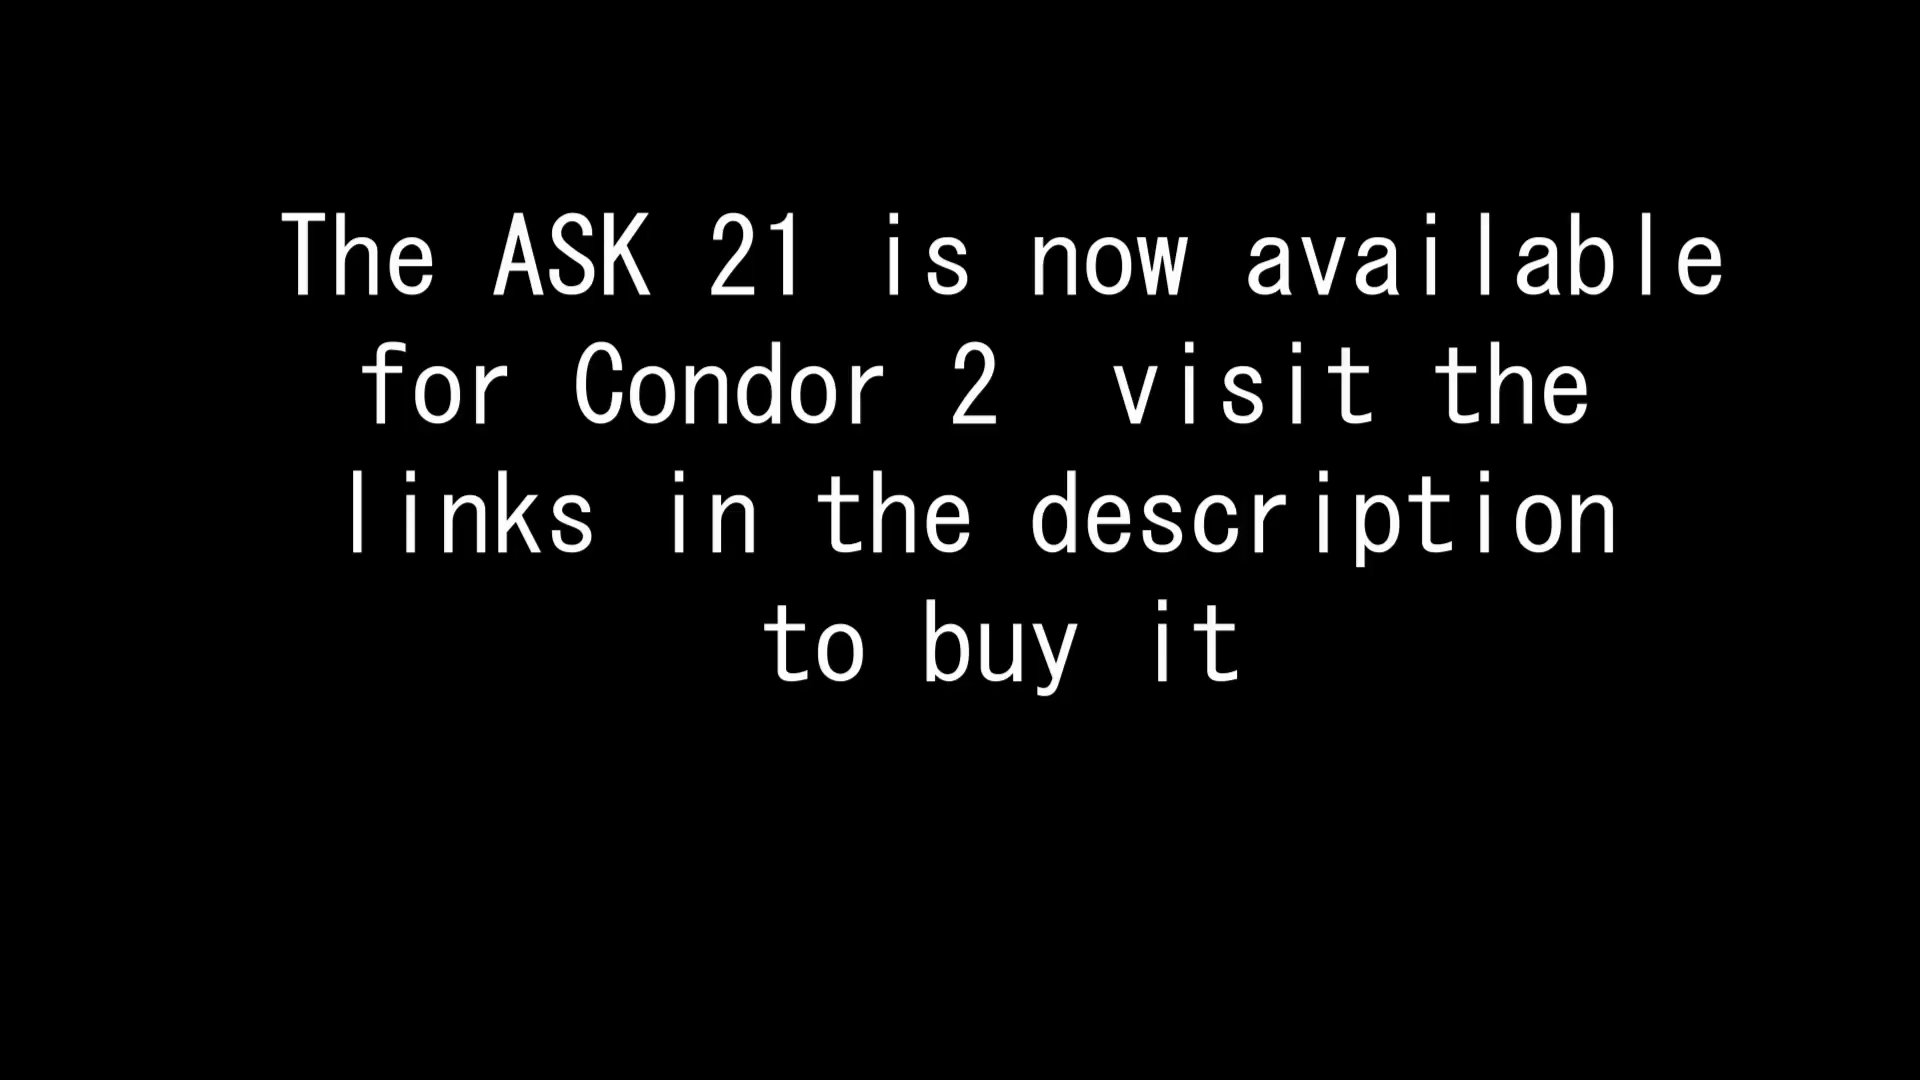 The ASK 21 is now available
for Condor 2  visit the
links in the description
to buy it